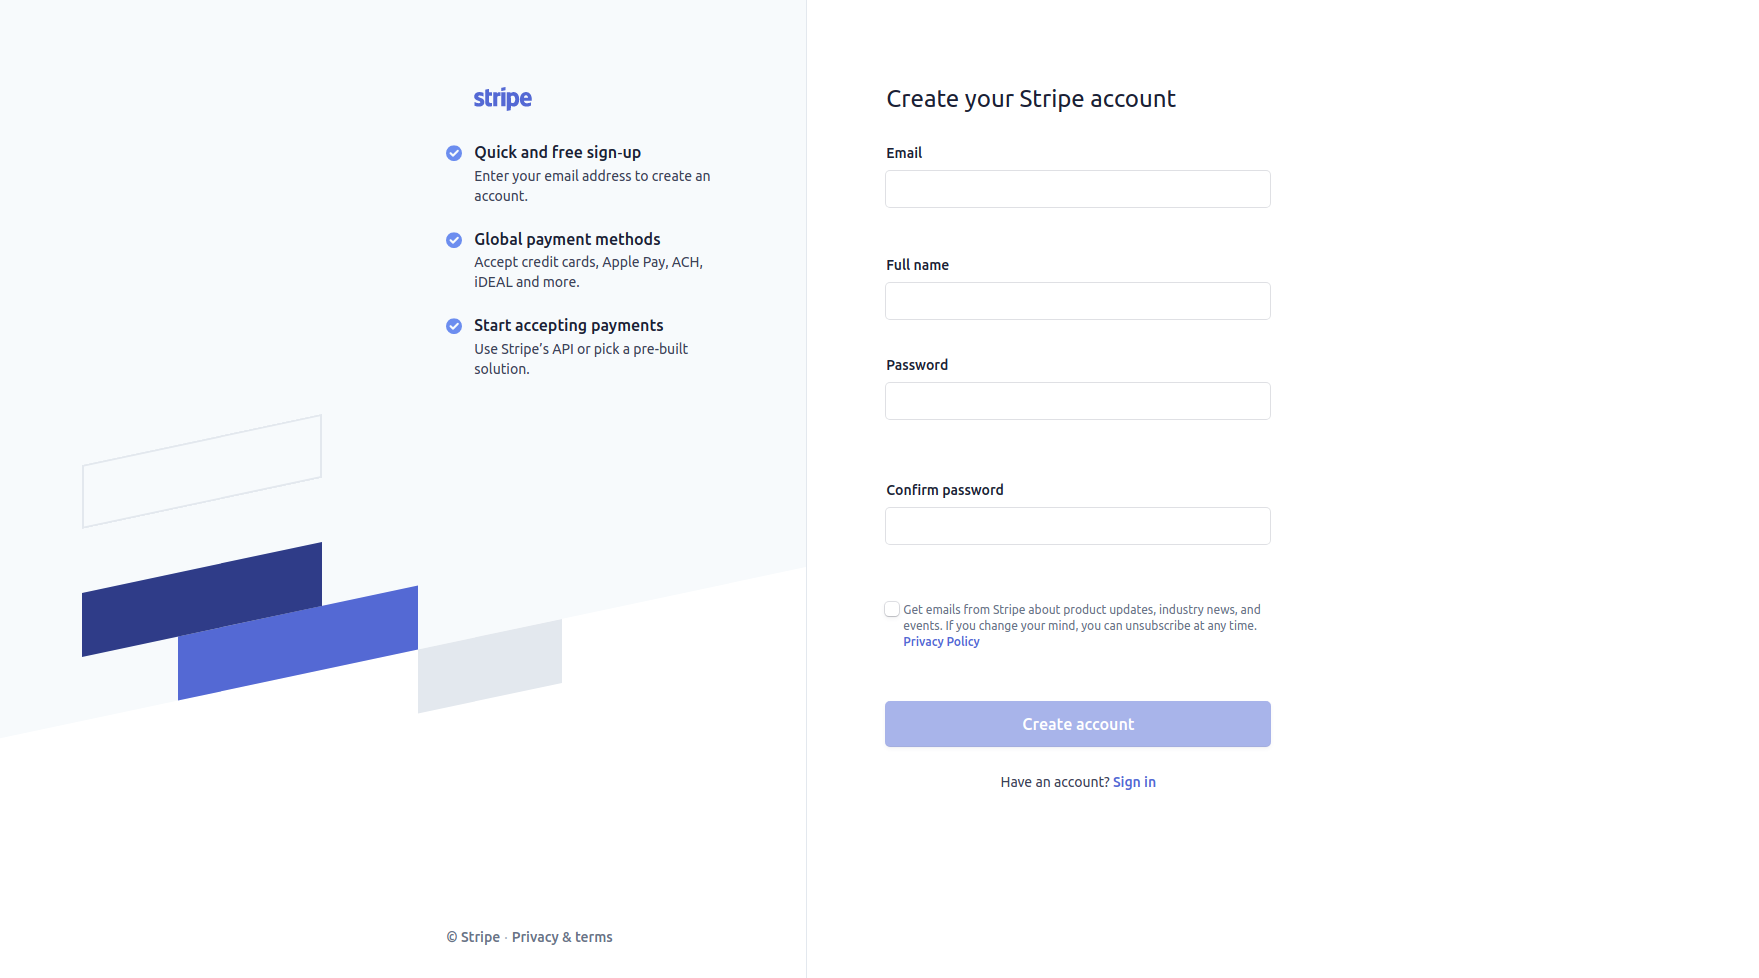 stripe
Quick and free sign-up
Enter your email address to create an
account.
Global payment methods
Accept credit cards, Apple Pay, ACH,
iDEAL and more.
Start accepting payments
Use Stripe’s API or pick a pre-built
solution.
© Stripe · Privacy & terms
Create your Stripe account
Email
Full name
Password
Confirm password
Get emails from Stripe about product updates, industry news, and
events. If you change your mind, you can unsubscribe at any time.
Privacy Policy
Create account
Have an account? Sign in